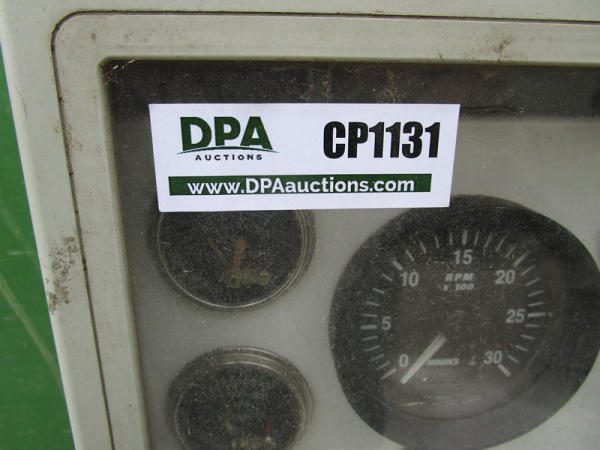 DPA
AUCTIONS
CP1131
www.DPAauctions.com
15
10 RPM 20
X 100
5 25
0 HOURS 30